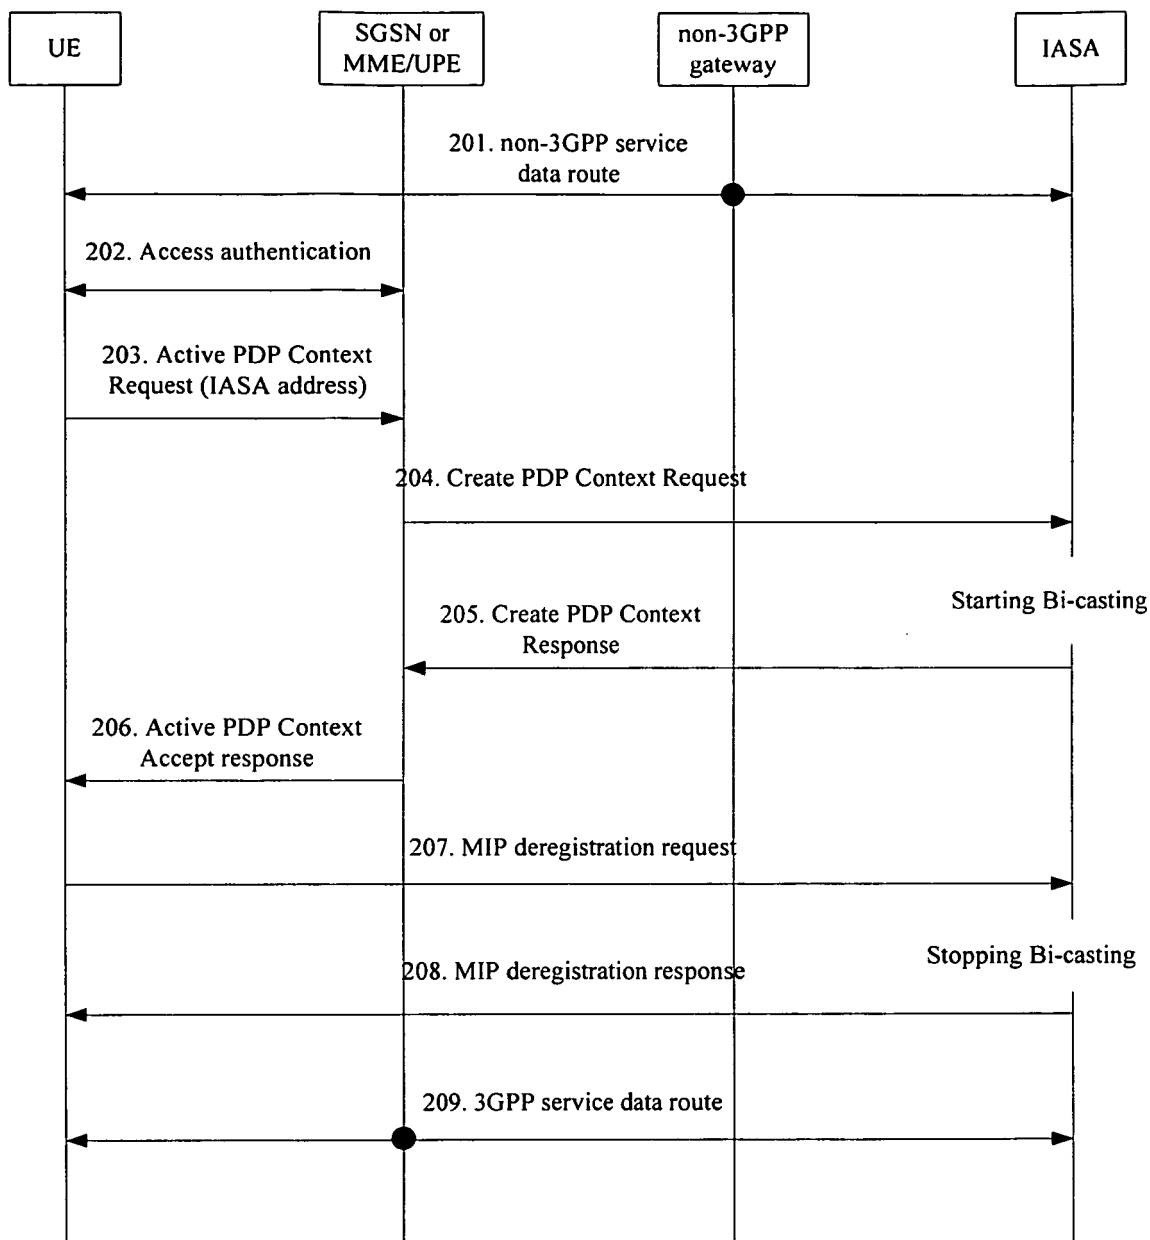 UE
SGSN or
MME/UPE
non-3GPP
gateway
IASA
201. non-3GPP service
data route
202. Access authentication
203. Active PDP Context
Request (IASA address)
204. Create PDP Context Request
Starting Bi-casting
205. Create PDP Context
Response
206. Active PDP Context
Accept response
207. MIP deregistration request
Stopping Bi-casting
208. MIP deregistration response
209. 3GPP service data route